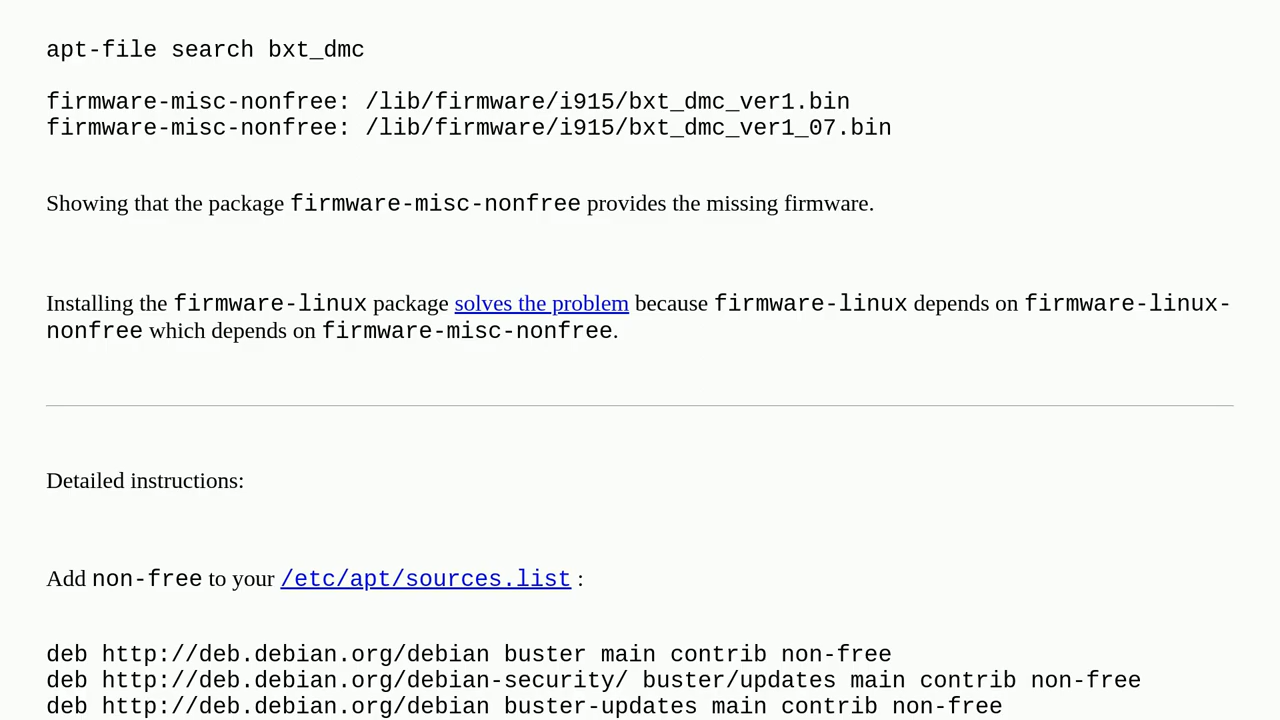 apt-file search bxt_dmc
firmware-misc-nonfree: /lib/firmware/i915/bxt_dmc_ver1.bin
firmware-misc-nonfree: /lib/firmware/i915/bxt_dmc_ver1_07.bin
Showing that the package firmware-misc-nonfree provides the missing firmware.
Installing the firmware-linux package solves the problem because firmware-linux depends on firmware-linux-
nonfree which depends on firmware-misc-nonfree.
Detailed instructions:
Add non-free to your /etc/apt/sources.list :
deb http://deb.debian.org/debian buster main contrib non-free
deb http://deb.debian.org/debian-security/ buster/updates main contrib non-free
deb http://deb.debian.org/debian buster-updates main contrib non-free